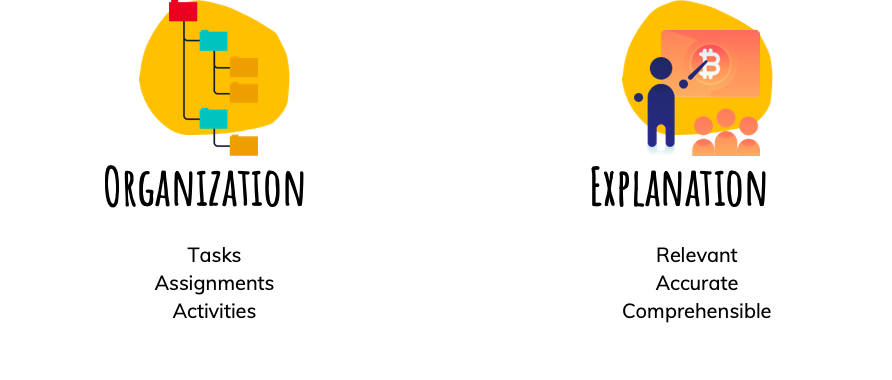 Organization
Tasks
Assignments
Activities
Explanation
Relevant
Accurate
Comprehensible